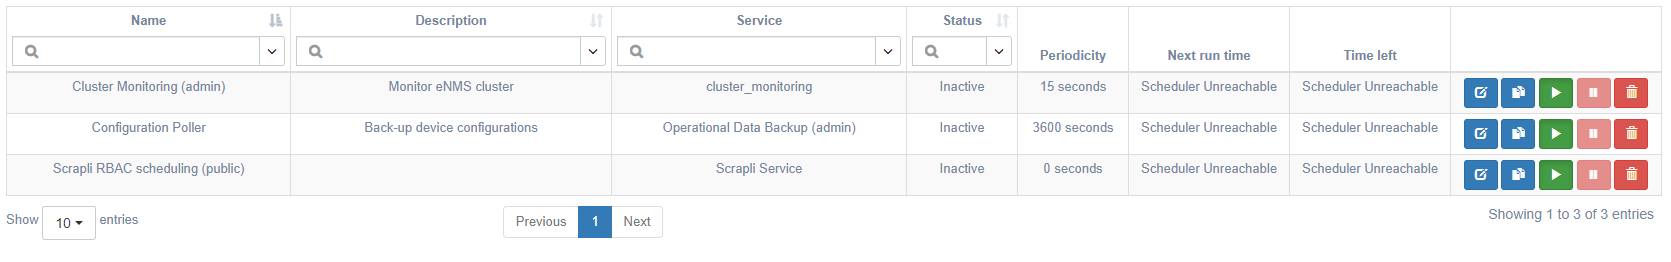 Name Description Service Status Periodicity Next run time Time left
Cluster Monitoring (admin) Monitor eNMS cluster cluster_monitoring Inactive 15 seconds Scheduler Unreachable Scheduler Unreachable
Configuration Poller Back-up device configurations Operational Data Backup (admin) Inactive 3600 seconds Scheduler Unreachable Scheduler Unreachable
Scrapli RBAC scheduling (public) Scrapli Service Inactive 0 seconds Scheduler Unreachable Scheduler Unreachable
Show 10 entries Previous 1 Next Showing 1 to 3 of 3 entries